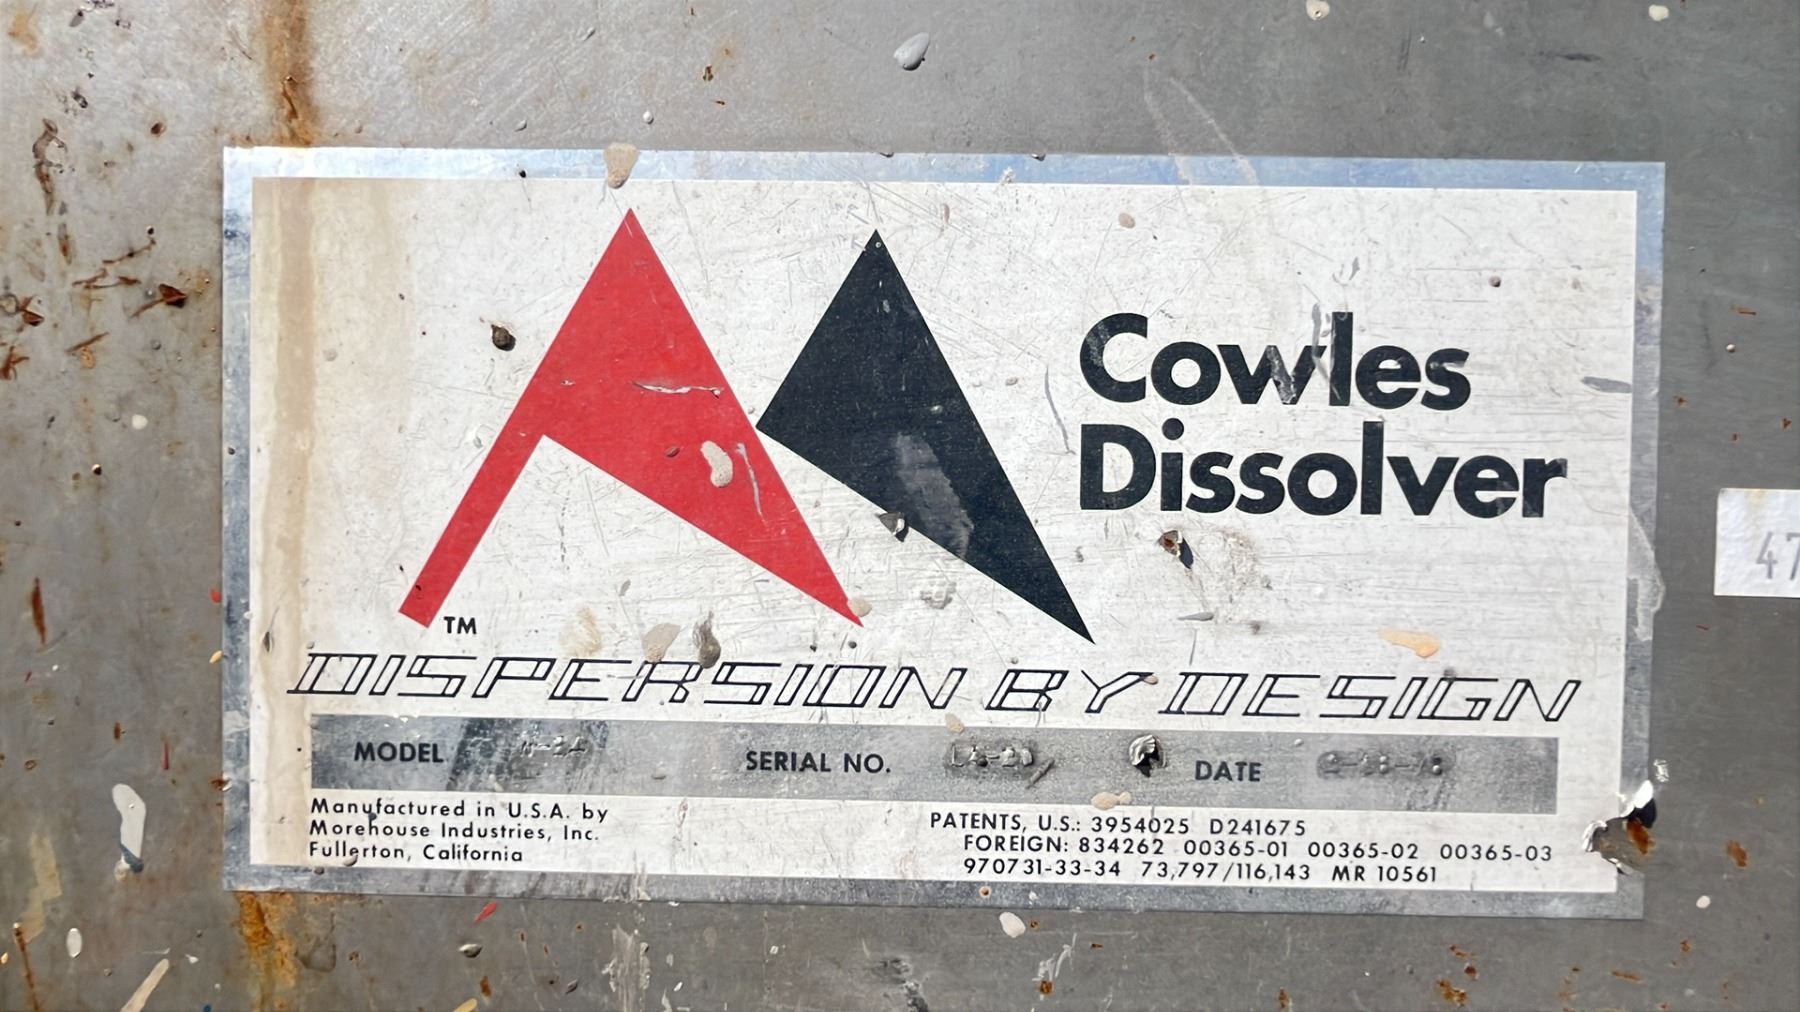 Cowles
Dissolver
TM
DISPERSION BY DESIGN
MODEL SERIAL NO. DATE
Manufactured in U.S.A. by
Morehouse Industries, Inc.
Fullerton, California
PATENTS, U.S.: 3954025 D241675
FOREIGN: 834262 00365-01 00365-02 00365-03
970731-33-34 73,797/116,143 MR 10561
47